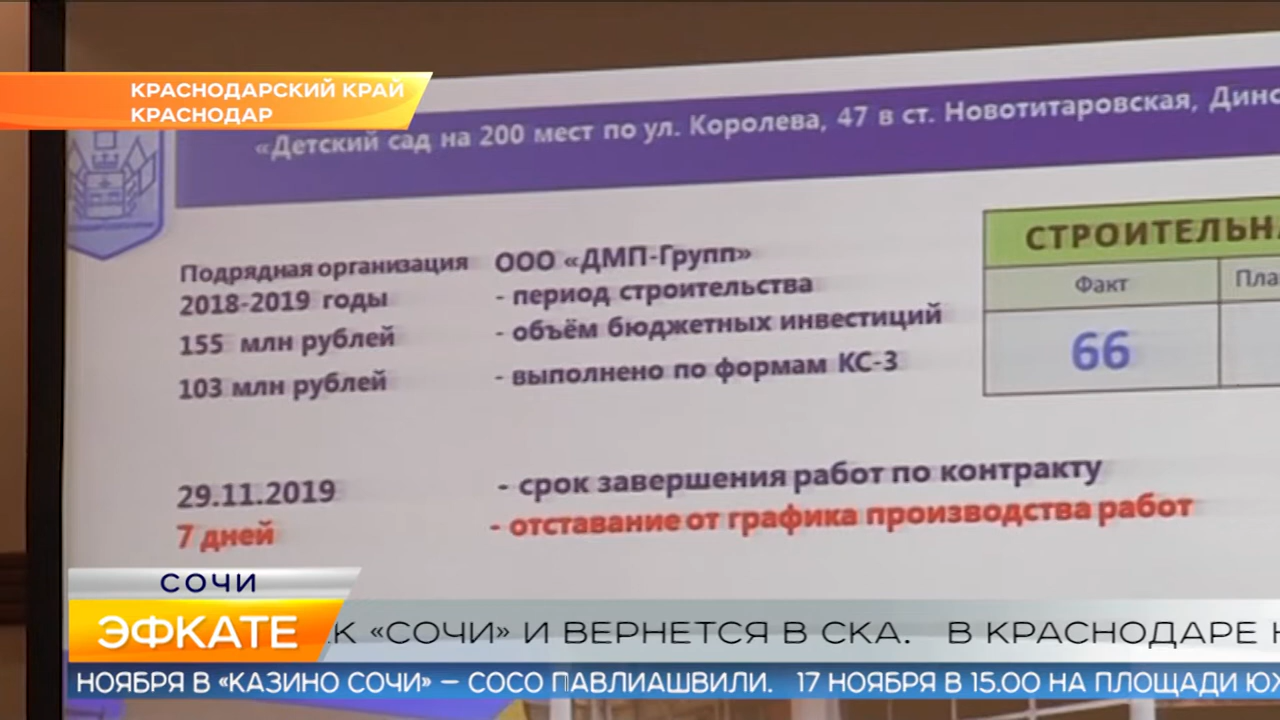 КРАСНОДАРСКИЙ КРАЙ
КРАСНОДАР
«Детский сад на 200 мест по ул. Королева, 47 в ст. Новотитаровская, Динс
Подрядная организация ООО «ДМП-Групп»
2018-2019 годы - период строительства
155 млн рублей - объём бюджетных инвестиций
103 млн рублей - выполнено по формам КС-3
СТРОИТЕЛЬН
Факт Пла
66
29.11.2019 - срок завершения работ по контракту
7 дней - отставание от графика производства работ
СОЧИ
ЭФКАТЕ
К «СОЧИ» И ВЕРНЕТСЯ В СКА. В КРАСНОДАРЕ Н
НОЯБРЯ В «КАЗИНО СОЧИ» – СОСО ПАВЛИАШВИЛИ. 17 НОЯБРЯ В 15.00 НА ПЛОЩАДИ ЮЖ